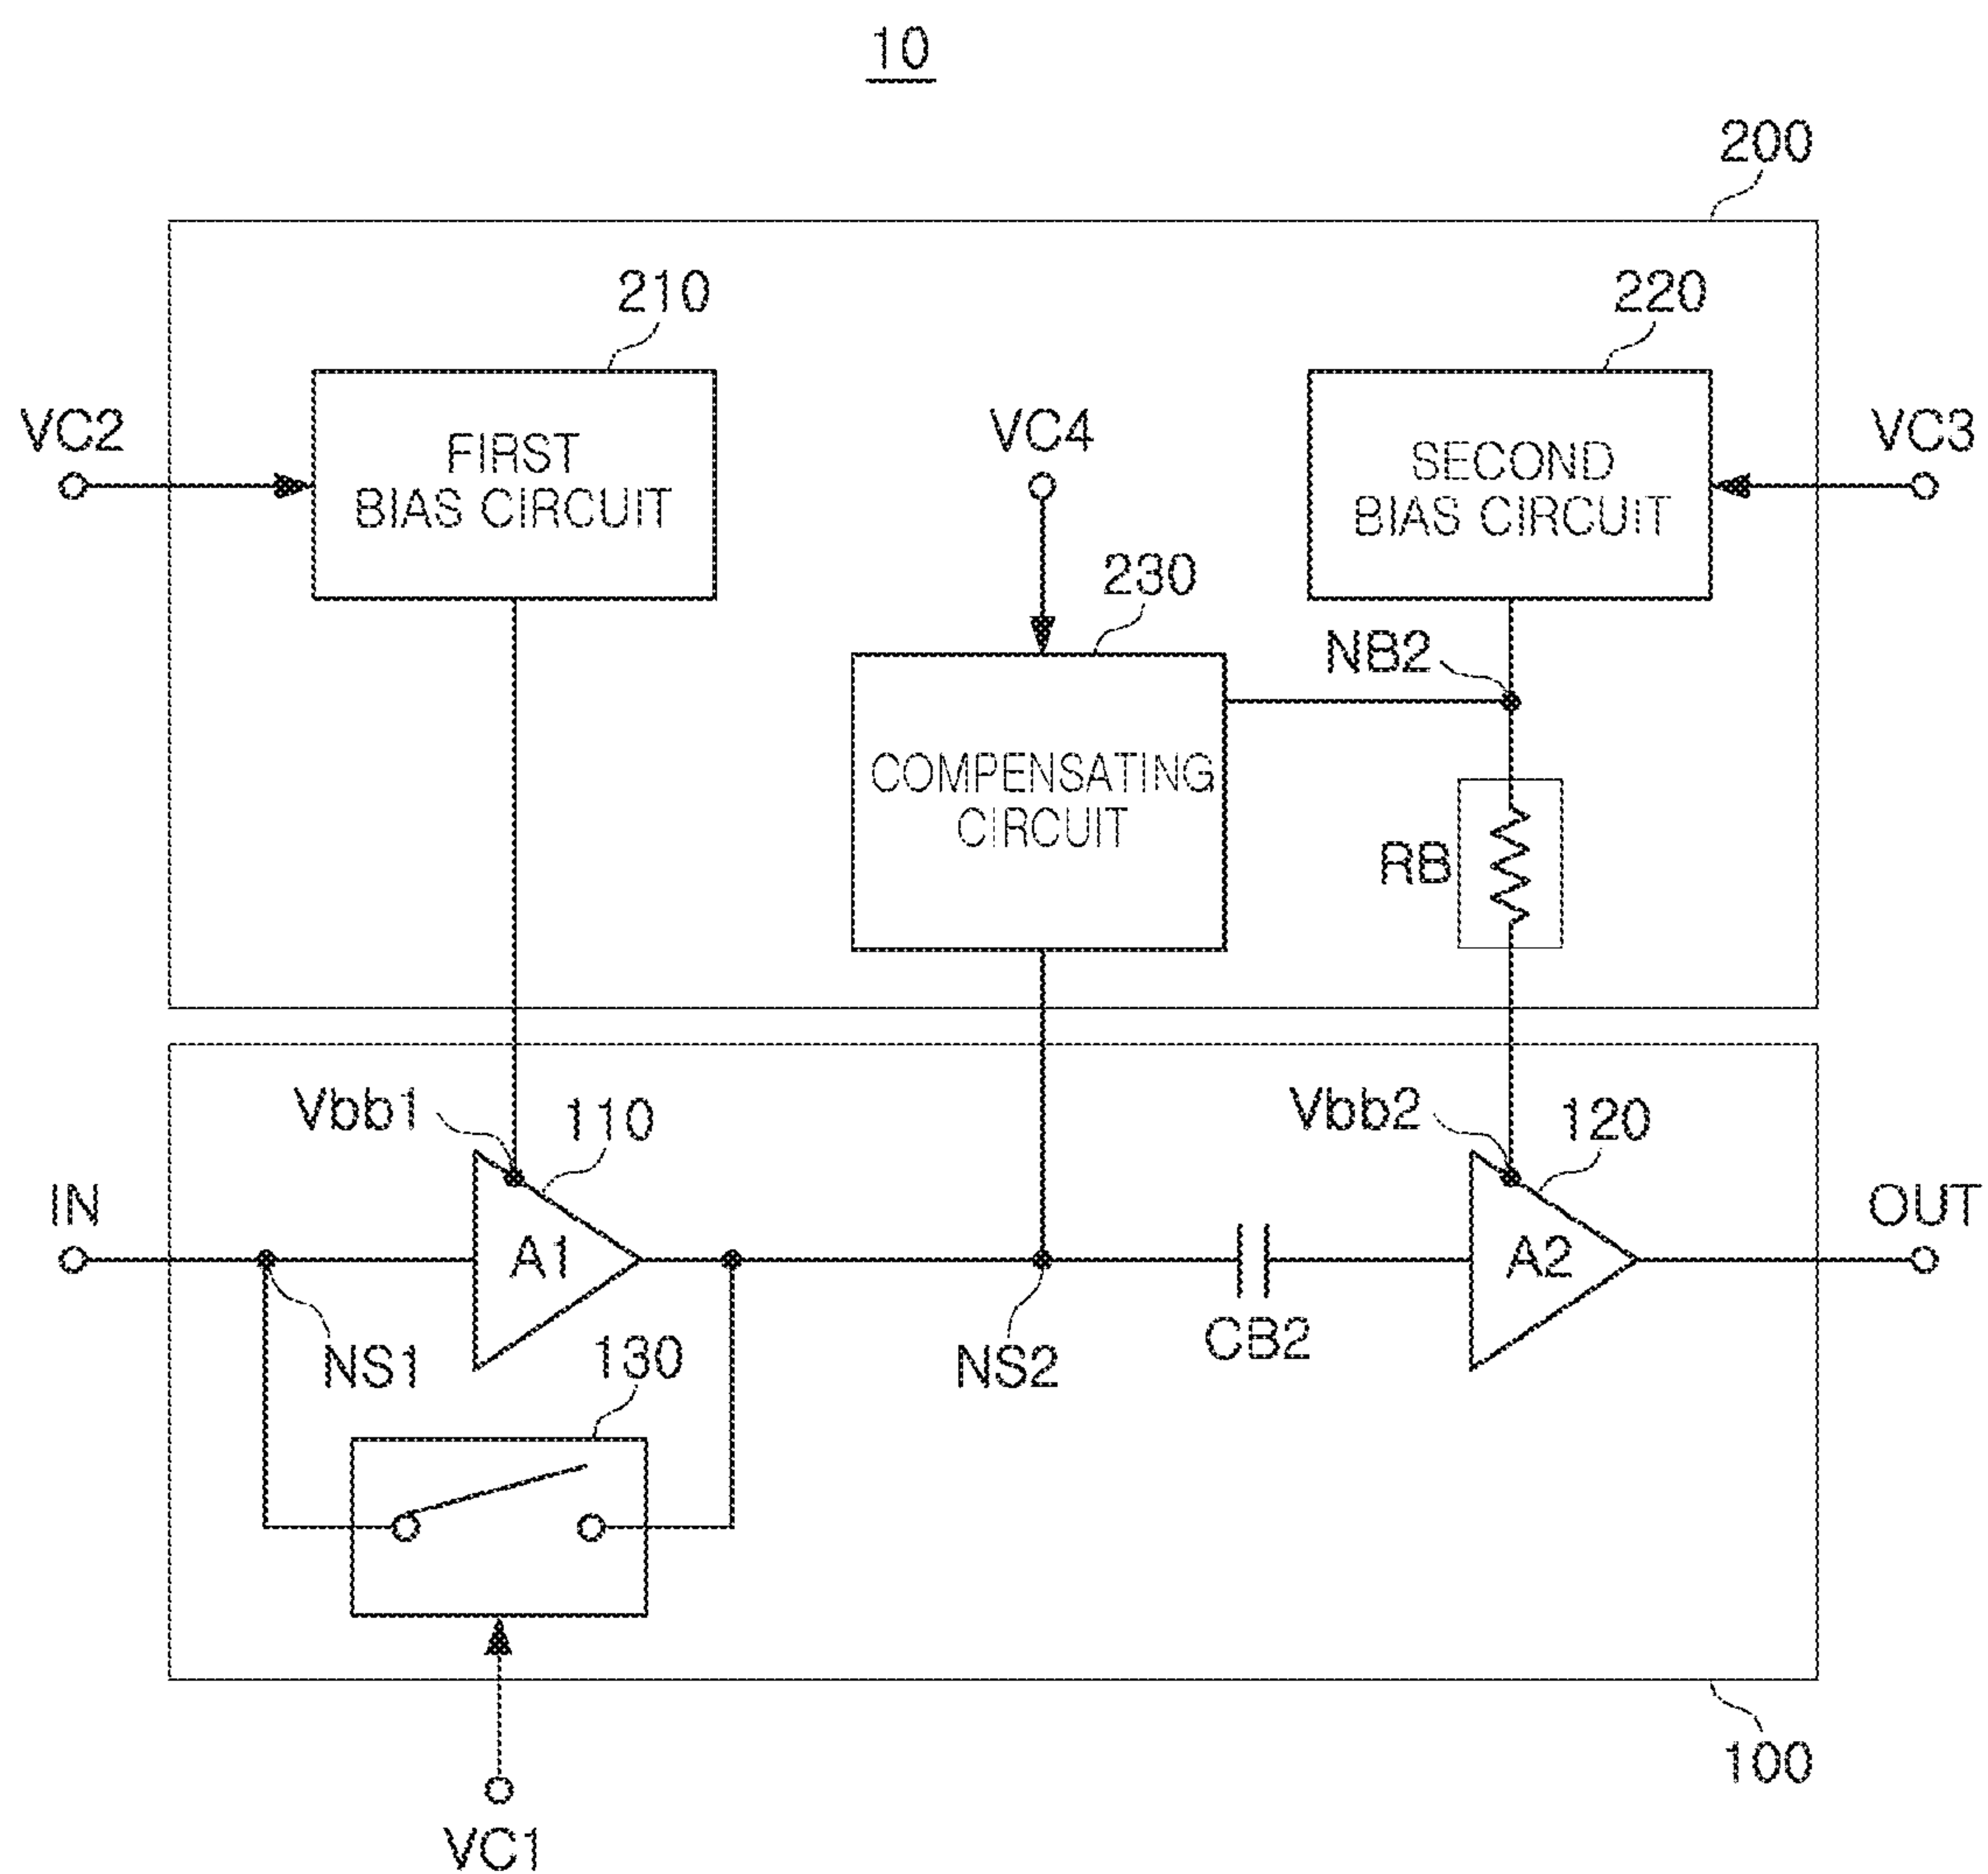 10
200
210
220
VC2
FIRST
BIAS CIRCUIT
VC4
SECOND
BIAS CIRCUIT
VC3
230
NB2
COMPENSATING
CIRCUIT
RB
Vbb1
110
Vbb2
120
IN
A1
A2
OUT
NS1
130
NS2
CB2
100
VC1